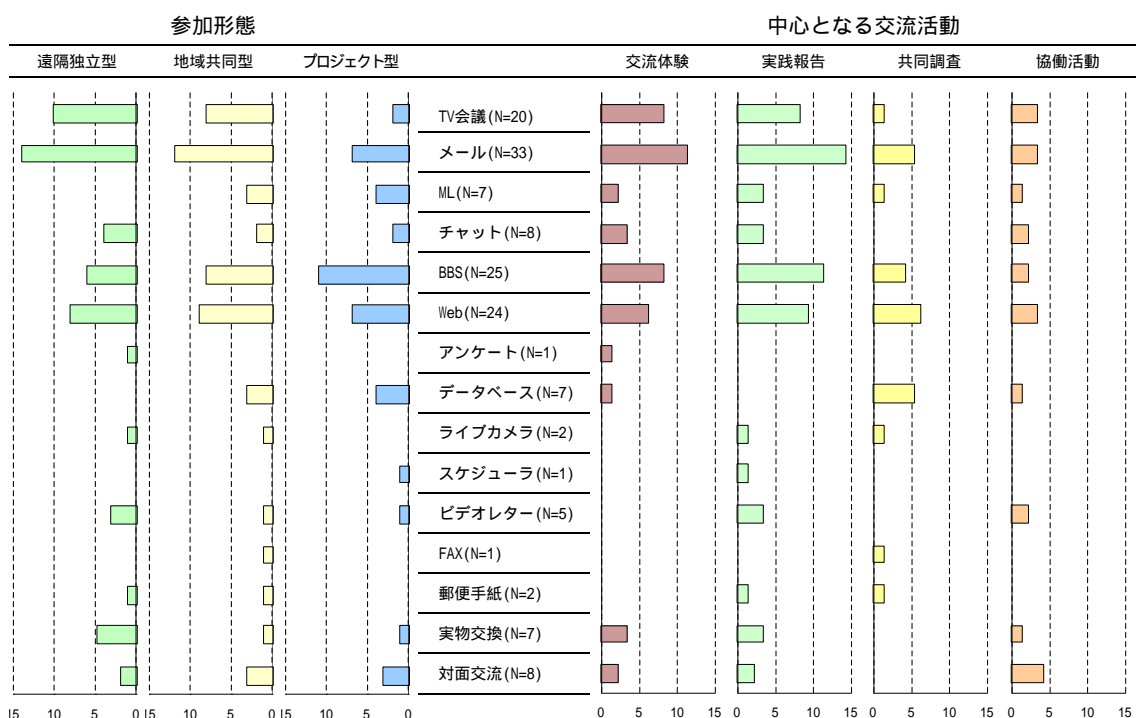 参加形態 中心となる交流活動
遠隔独立型 地域共同型 プロジェクト型 交流体験 実践報告 共同調査 協働活動
TV会議(N=20)
メール(N=33)
ML(N=7)
チャット(N=8)
BBS(N=25)
Web(N=24)
アンケート(N=1)
データベース(N=7)
ライブカメラ(N=2)
スケジューラ(N=1)
ビデオレター(N=5)
FAX(N=1)
郵便手紙(N=2)
実物交換(N=7)
対面交流(N=8)
15 10 5 0 15 10 5 0 15 10 5 0 0 5 10 15 0 5 10 15 0 5 10 15 0 5 10 15